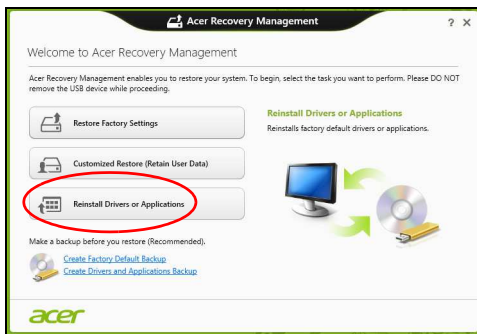 Acer Recovery Management
? X
Welcome to Acer Recovery Management
Acer Recovery Management enables you to restore your system. To begin, select the task you want to perform. Please DO NOT
remove the USB device while proceeding.
Restore Factory Settings
Customized Restore (Retain User Data)
Reinstall Drivers or Applications
Reinstall Drivers or Applications
Reinstalls factory default drivers or applications.
Make a backup before you restore (Recommended).
Create Factory Default Backup
Create Drivers and Applications Backup
acer